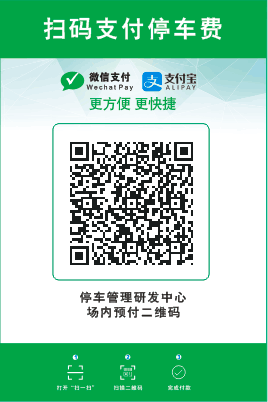 扫码支付停车费
微信支付 支付宝
Wechat Pay ALIPAY
更方便 更快捷
停车管理研发中心
场内预付二维码
1 2 3
打开“扫一扫” 扫描二维码 完成付款